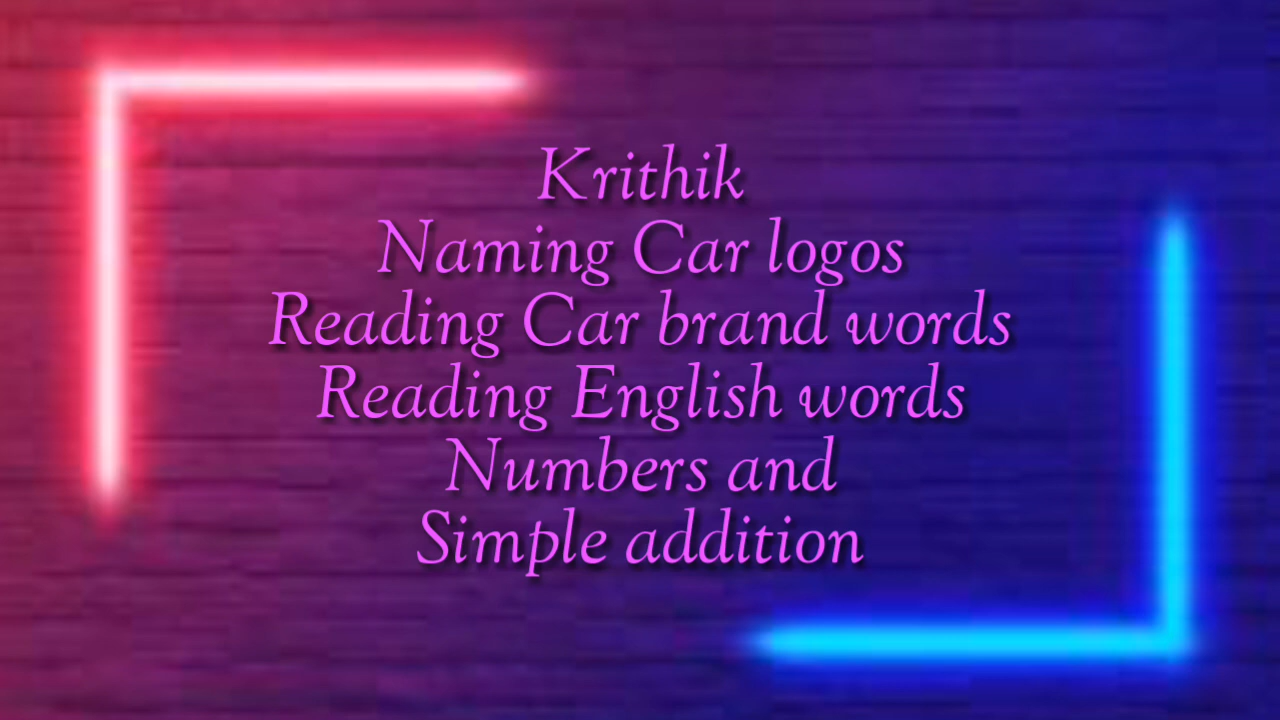 Krithik
Naming Car logos
Reading Car brand words
Reading English words
Numbers and
Simple addition